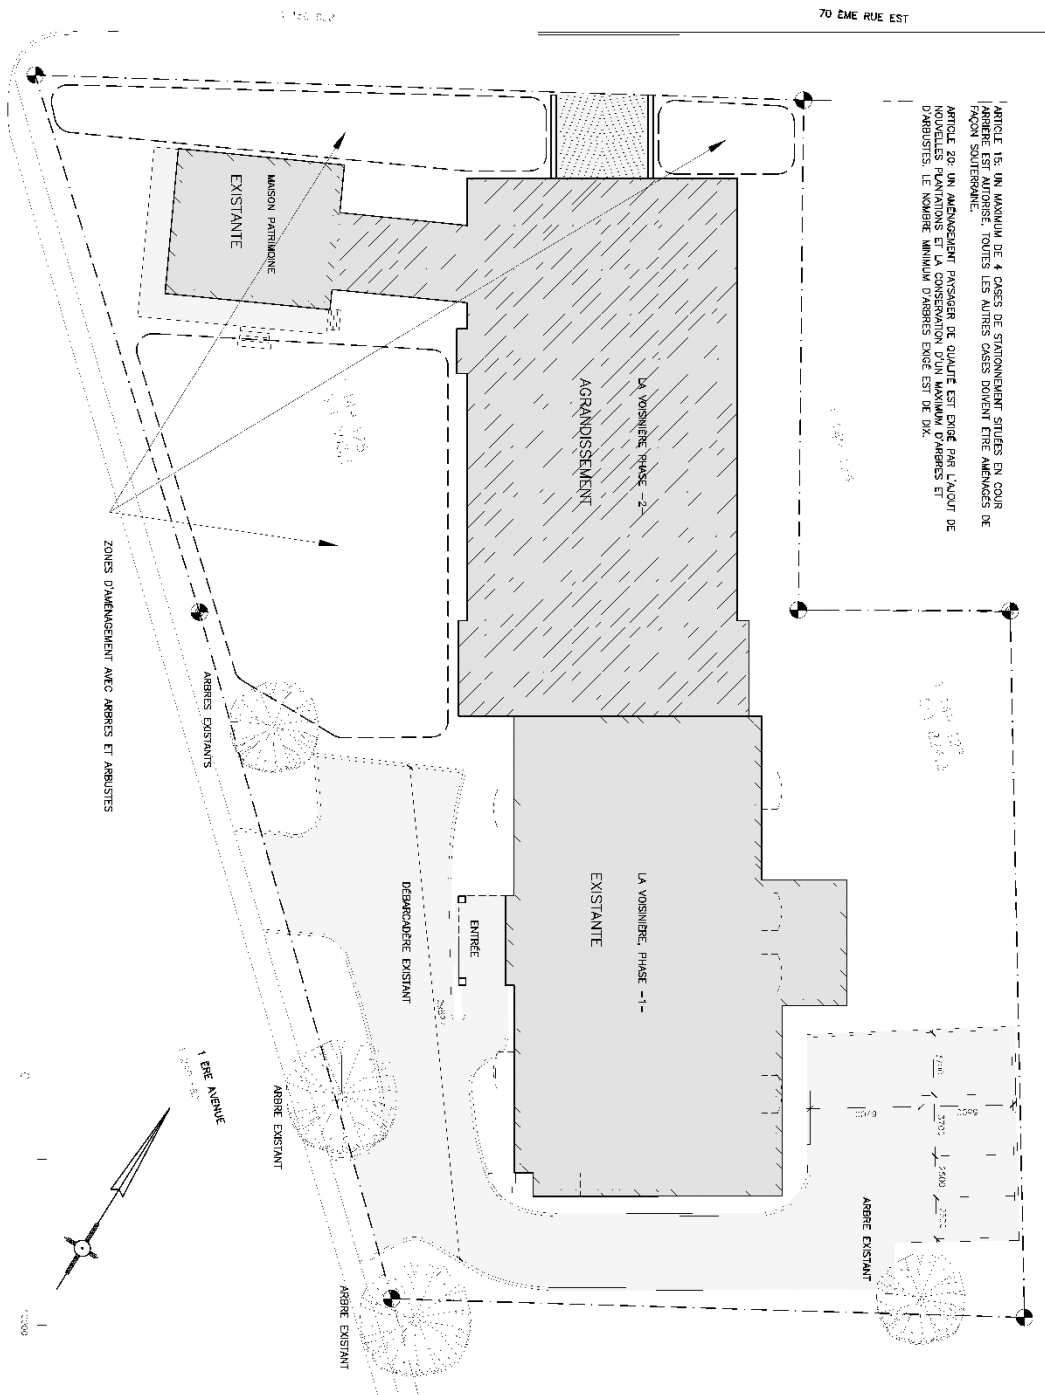 70 ÈME RUE EST
ARTICLE 15: UN MAXIMUM DE 4 CASES DE STATIONNEMENT SITUÉES EN COUR
ARRIÈRE EST AUTORISÉ. TOUTES LES AUTRES CASES DOIVENT ÊTRE AMÉNAGÉS DE
FAÇON SOUTERRAINE.
ARTICLE 20: UN AMÉNAGEMENT PAYSAGER DE QUALITÉ EST EXIGÉ PAR L'AJOUT DE
NOUVELLES PLANTATIONS ET LA CONSERVATION D'UN MAXIMUM D'ARBRES ET
D'ARBUSTES. LE NOMBRE MINIMUM D'ARBRES EXIGÉ EST DE DIX.
MAISON PATRIMOINE
EXISTANTE
LA VOISINIÈRE PHASE -2-
AGRANDISSEMENT
ZONES D'AMÉNAGEMENT AVEC ARBRES ET ARBUSTES
ARBRES EXISTANTS
LA VOISINIÈRE, PHASE -1-
EXISTANTE
ENTRÉE
DÉBARCADÈRE EXISTANT
1 ÈRE AVENUE
ARBRE EXISTANT
ARBRE EXISTANT
ARBRE EXISTANT
3700
2500